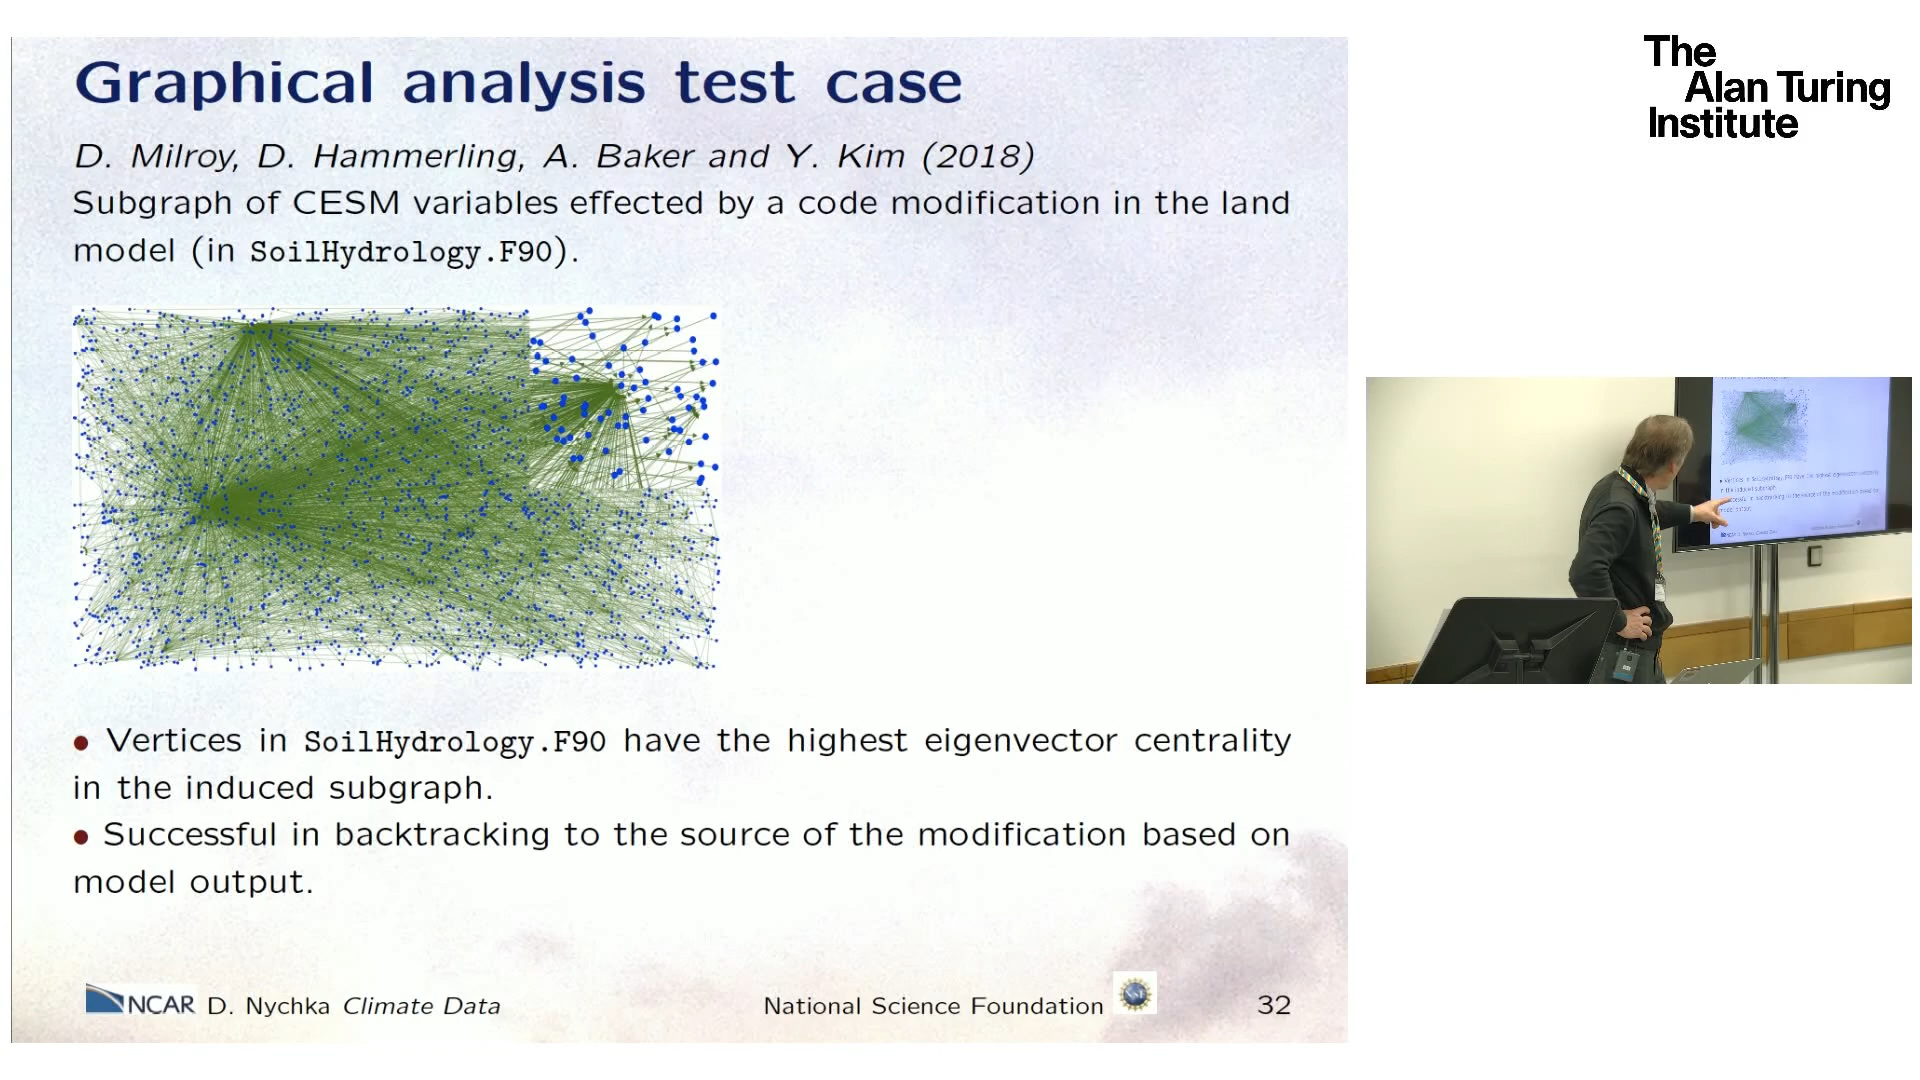 Graphical analysis test case
D. Milroy, D. Hammerling, A. Baker and Y. Kim (2018)
Subgraph of CESM variables effected by a code modification in the land
model (in SoilHydrology.F90).
• Vertices in SoilHydrology.F90 have the highest eigenvector centrality
in the induced subgraph.
• Successful in backtracking to the source of the modification based on
model output.
NCAR D. Nychka Climate Data
National Science Foundation
32
The
Alan Turing
Institute